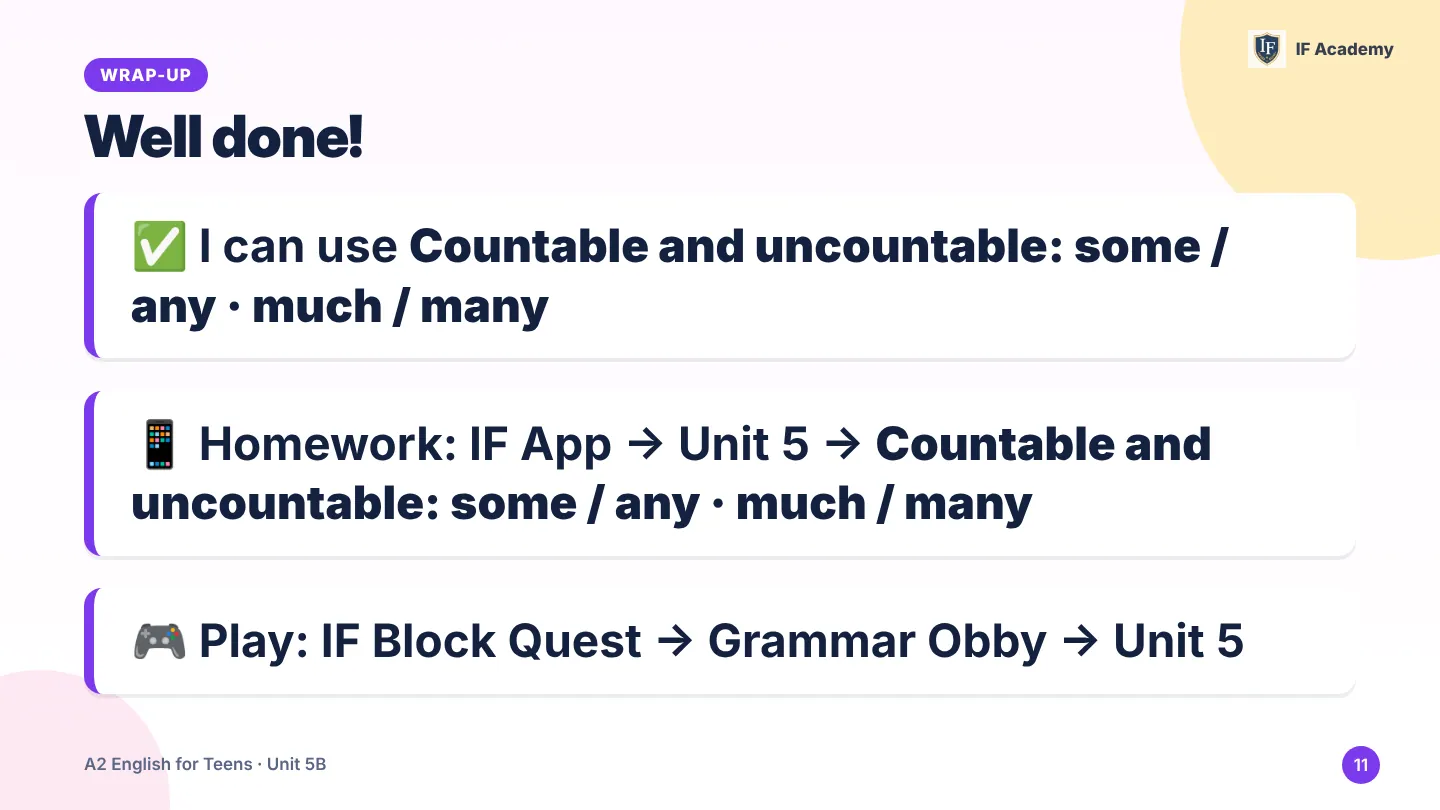 IF Academy
WRAP-UP
Well done!
✅ I can use Countable and uncountable: some /
any · much / many
📱 Homework: IF App → Unit 5 → Countable and
uncountable: some / any · much / many
🎮 Play: IF Block Quest → Grammar Obby → Unit 5
A2 English for Teens · Unit 5B
11